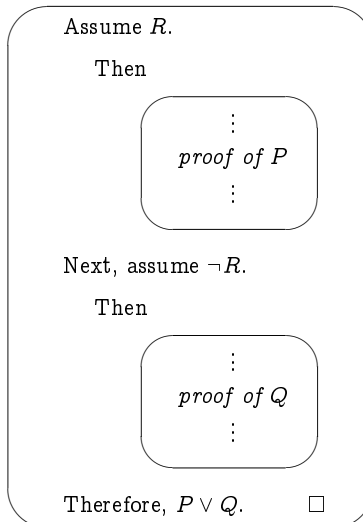 Assume R.
Then
⋮
proof of P
⋮
Next, assume ¬R.
Then
⋮
proof of Q
⋮
Therefore, P ∨ Q. □